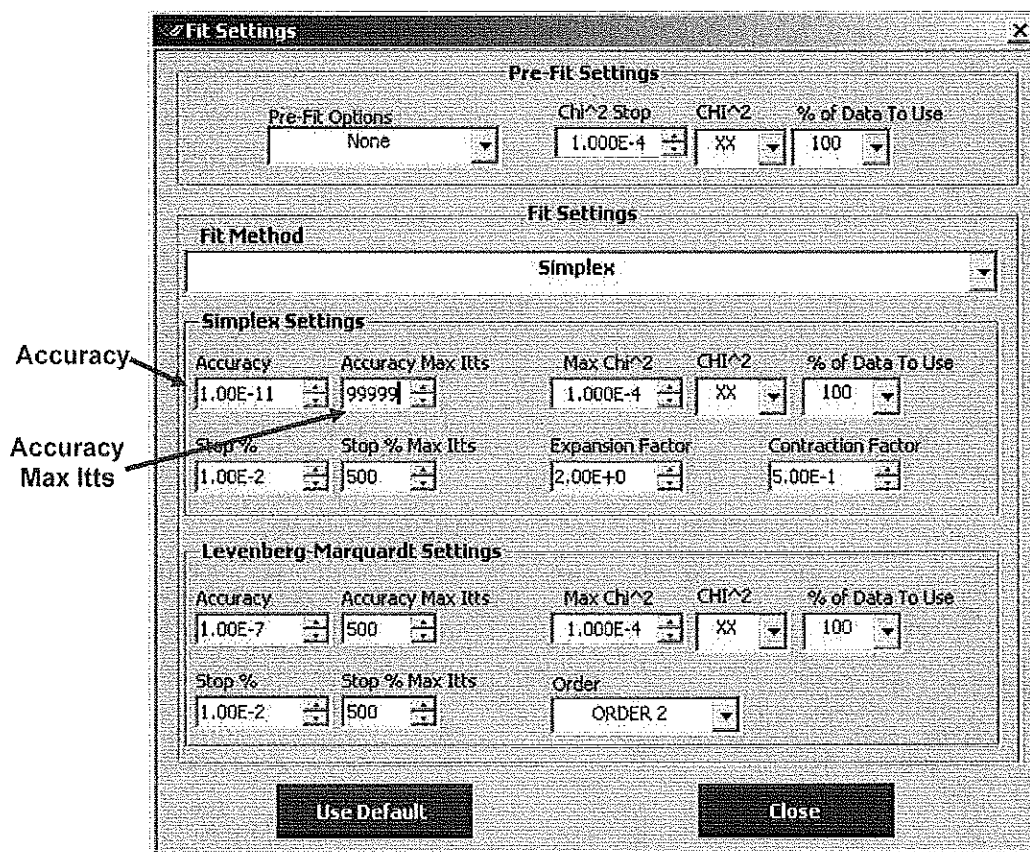 Fit Settings
Pre-Fit Settings
Pre-Fit Options
None
Chi^2 Stop
1.000E-4
CHI^2
XX
% of Data To Use
100
Fit Settings
Fit Method
Simplex
Simplex Settings
Accuracy
Accuracy
1.00E-11
Accuracy Max Itts
99999
Max Chi^2
1.000E-4
CHI^2
XX
% of Data To Use
100
Accuracy
Max Itts
Stop %
1.00E-2
Stop % Max Itts
500
Expansion Factor
2.00E+0
Contraction Factor
5.00E-1
Levenberg-Marquardt Settings
Accuracy
1.00E-7
Accuracy Max Itts
500
Max Chi^2
1.000E-4
CHI^2
XX
% of Data To Use
100
Stop %
1.00E-2
Stop % Max Itts
500
Order
ORDER 2
Use Default
Close